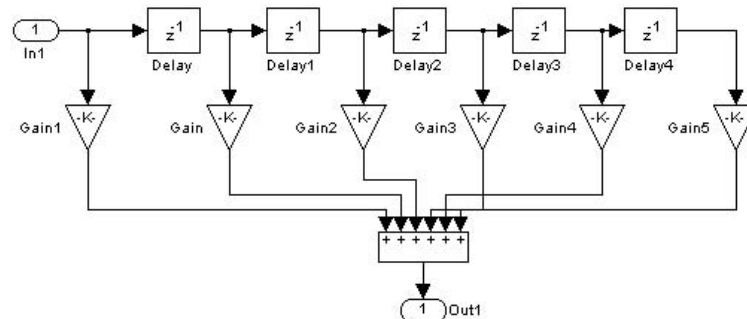 1
In1
z-1 z-1 z-1 z-1 z-1
Delay Delay1 Delay2 Delay3 Delay4
-K- -K- -K- -K- -K- -K-
Gain1 Gain Gain2 Gain3 Gain4 Gain5
+ + + + + +
1
Out1